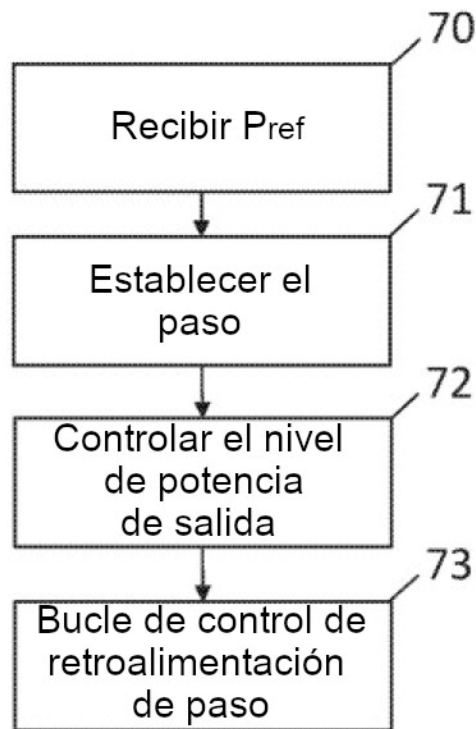 70
Recibir Pref
71
Establecer el
paso
72
Controlar el nivel
de potencia
de salida
73
Bucle de control de
retroalimentación
de paso